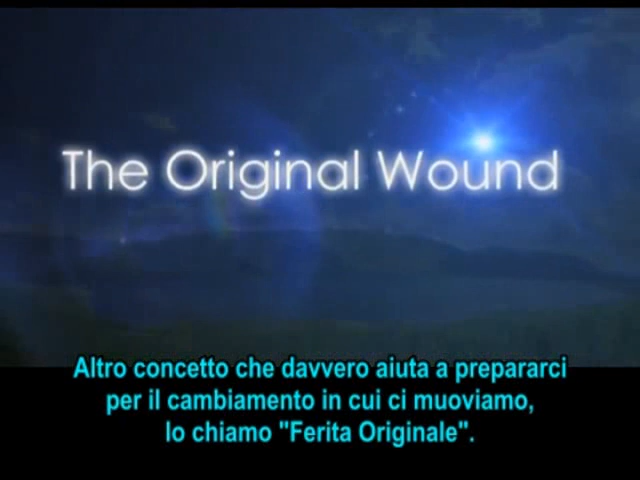 The Original Wound
Altro concetto che davvero aiuta a prepararci
per il cambiamento in cui ci muoviamo,
lo chiamo "Ferita Originale".